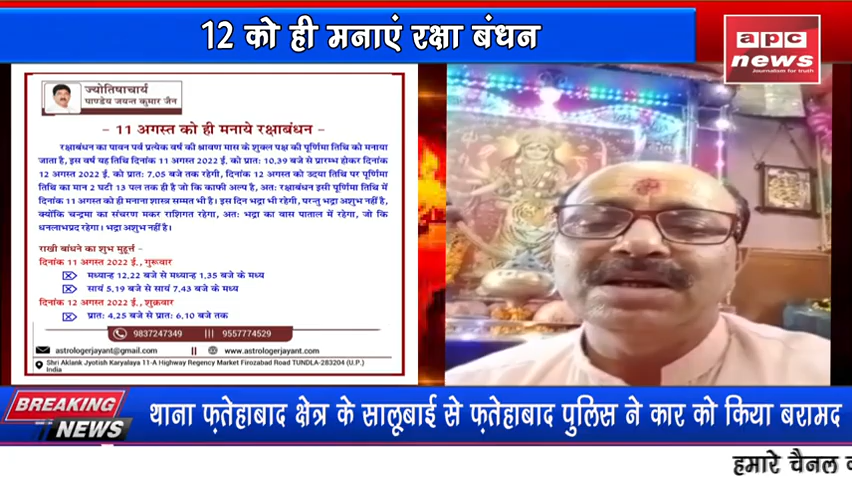 12 को ही मनाएं रक्षा बंधन
apc
news
Journalism for truth
ज्योतिषाचार्य
पाण्डेय जयन्त कुमार जैन
- 11 अगस्त को ही मनाये रक्षाबंधन -
रक्षाबंधन का पावन पर्व प्रत्येक वर्ष की श्रावण मास के शुक्ल पक्ष की पूर्णिमा तिथि को मनाया
जाता है, इस वर्ष यह तिथि दिनांक 11 अगस्त 2022 ई. को प्रात: 10,39 बजे से प्रारम्भ होकर दिनांक
12 अगस्त 2022 ई. को प्रात: 7,05 बजे तक रहेगी, दिनांक 12 अगस्त को उदया तिथि पर पूर्णिमा
तिथि का मान 2 घटी 13 पल तक ही है जो कि काफी अल्प है, अत: रक्षाबंधन इसी पूर्णिमा तिथि में
दिनांक 11 अगस्त को ही मनाना शास्त्र सम्मत भी है। इस दिन भद्रा भी रहेगी, परन्तु भद्रा अशुभ नहीं है,
क्योंकि चन्द्रमा का संचरण मकर राशिगत रहेगा, अत: भद्रा का वास पाताल में रहेगा, जो कि
धनलाभप्रद रहेगा। भद्रा अशुभ नहीं है।
राखी बांधने का शुभ मुहूर्त्त -
दिनांक 11 अगस्त 2022 ई., गुरूवार
मध्यान्ह 12,22 बजे से मध्यान्ह 1,35 बजे के मध्य
सायं 5,19 बजे से सायं 7,43 बजे के मध्य
दिनांक 12 अगस्त 2022 ई., शुक्रवार
प्रात: 4,25 बजे से प्रात: 6,10 बजे तक
9837247349 ||| 9557774529
astrologerjayant@gmail.com || www.astrologerjayant.com
Shri Aklank Jyotish Karyalaya 11-A Highway Regency Market Firozabad Road TUNDLA-283204 (U.P.)
India
BREAKING
NEWS
थाना फ़तेहाबाद क्षेत्र के सालूबाई से फ़तेहाबाद पुलिस ने कार को किया बरामद
हमारे चैनल